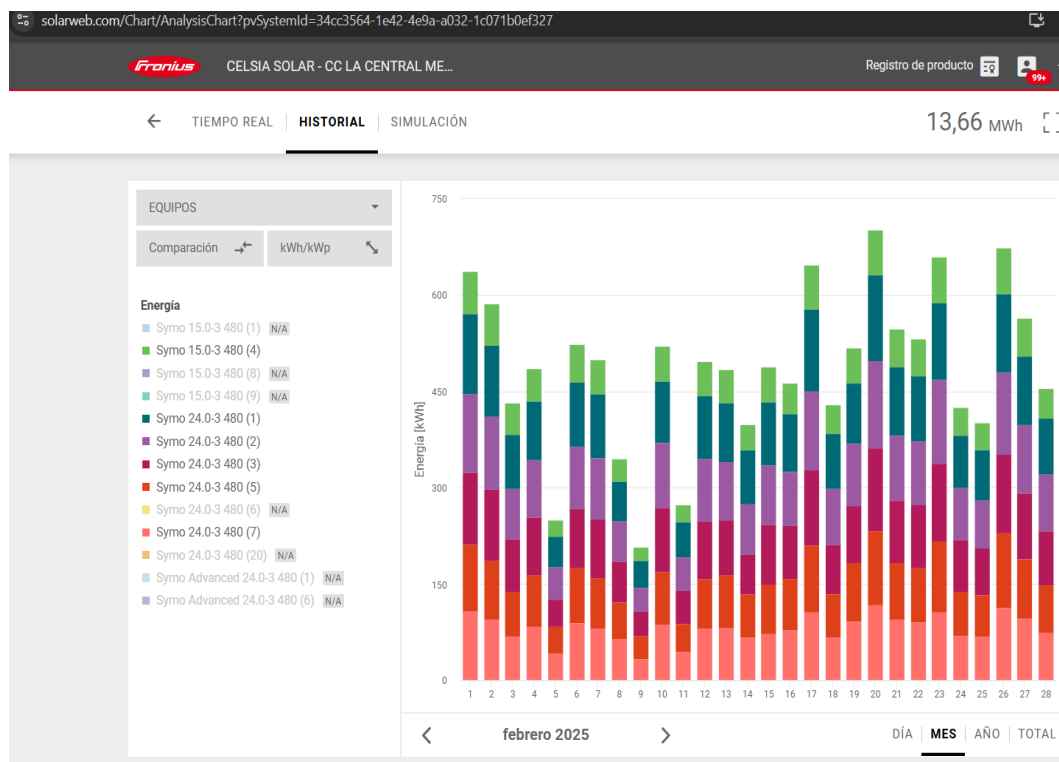 solarweb.com/Chart/AnalysisChart?pvSystemId=34cc3564-1e42-4e9a-a032-1c071b0ef327
Fronius CELSIA SOLAR - CC LA CENTRAL ME... Registro de producto 99+
TIEMPO REAL HISTORIAL SIMULACIÓN 13,66 MWh
EQUIPOS
Comparación kWh/kWp
Energía
Symo 15.0-3 480 (1) N/A
Symo 15.0-3 480 (4)
Symo 15.0-3 480 (8) N/A
Symo 15.0-3 480 (9) N/A
Symo 24.0-3 480 (1)
Symo 24.0-3 480 (2)
Symo 24.0-3 480 (3)
Symo 24.0-3 480 (5)
Symo 24.0-3 480 (6) N/A
Symo 24.0-3 480 (7)
Symo 24.0-3 480 (20) N/A
Symo Advanced 24.0-3 480 (1) N/A
Symo Advanced 24.0-3 480 (6) N/A
Energía [kWh]
750
600
450
300
150
0
1 2 3 4 5 6 7 8 9 10 11 12 13 14 15 16 17 18 19 20 21 22 23 24 25 26 27 28
febrero 2025 DÍA MES AÑO TOTAL